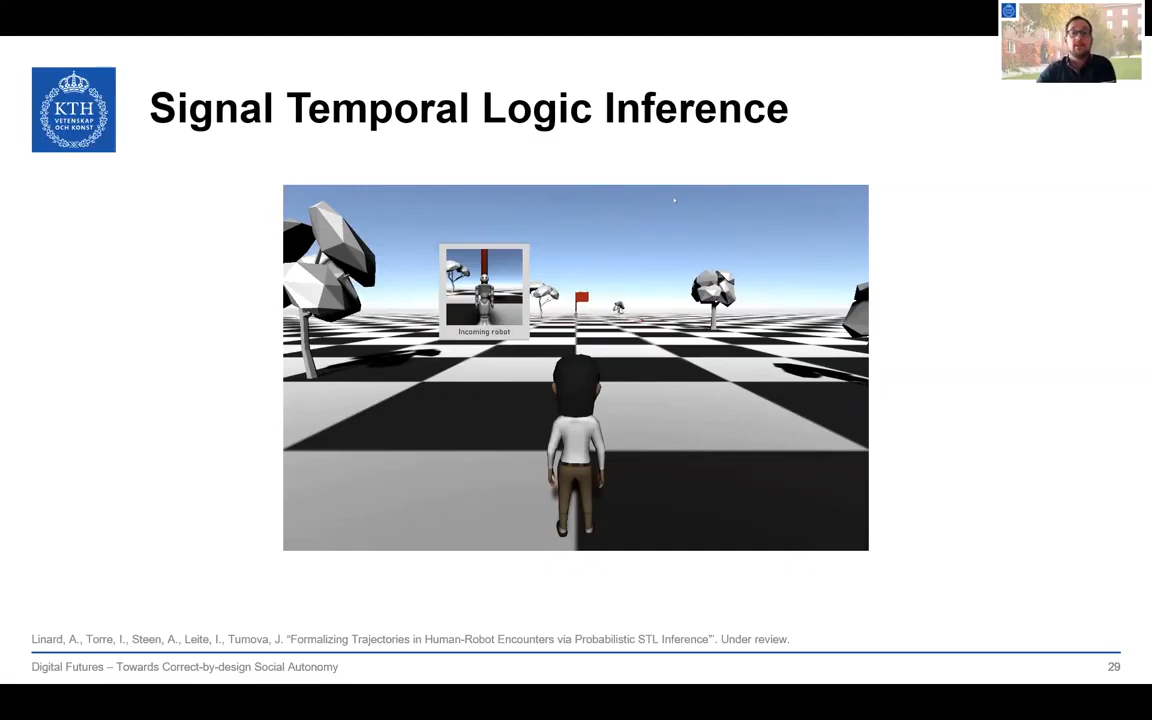 KTH
VETENSKAP
OCH KONST
Signal Temporal Logic Inference
Incoming robot
Linard, A., Torre, I., Steen, A., Leite, I., Tumova, J. “Formalizing Trajectories in Human-Robot Encounters via Probabilistic STL Inference”’. Under review.
Digital Futures – Towards Correct-by-design Social Autonomy
29